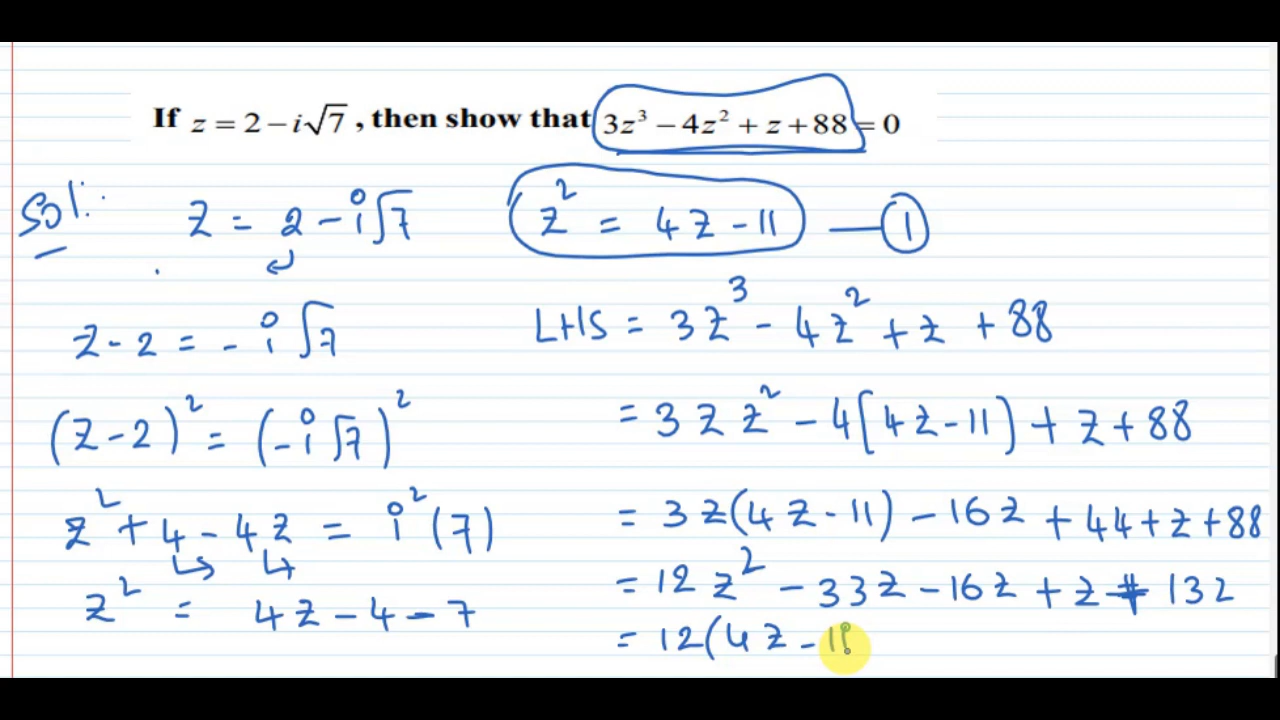 If z = 2 − i√7 , then show that 3z³ − 4z² + z + 88 = 0
Sol:
z = 2 − i√7
z − 2 = − i√7
(z − 2)² = (− i√7)²
z² + 4 − 4z = i² (7)
z² = 4z − 4 − 7
z² = 4z − 11 — ①
LHS = 3z³ − 4z² + z + 88
= 3 z z² − 4[4z − 11] + z + 88
= 3z(4z − 11) − 16z + 44 + z + 88
= 12z² − 33z − 16z + z + 132
= 12(4z − 11